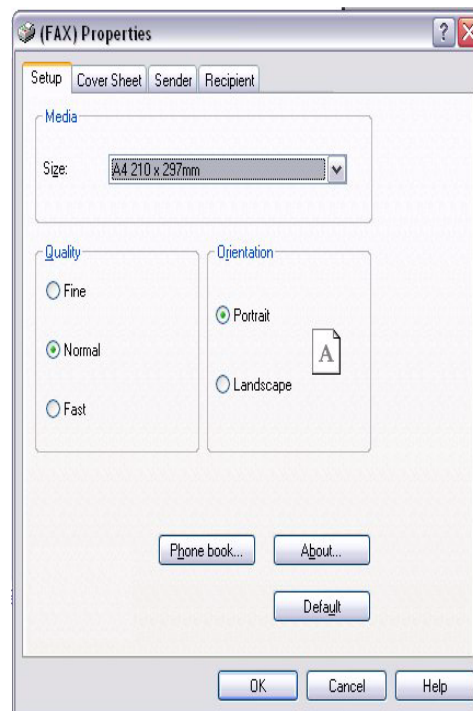 (FAX) Properties
Setup Cover Sheet Sender Recipient
Media
Size: A4 210 x 297mm
Quality
Fine
Normal
Fast
Orientation
Portrait
Landscape
A
Phone book... About...
Default
OK Cancel Help